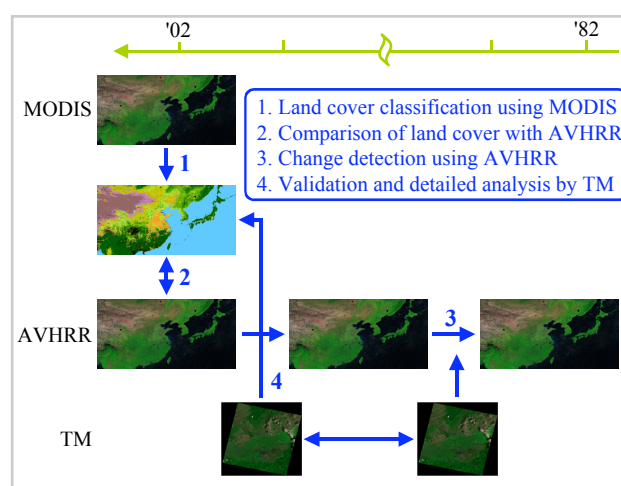 '02
'82
MODIS
1. Land cover classification using MODIS
2. Comparison of land cover with AVHRR
3. Change detection using AVHRR
4. Validation and detailed analysis by TM
1
2
AVHRR
3
4
TM